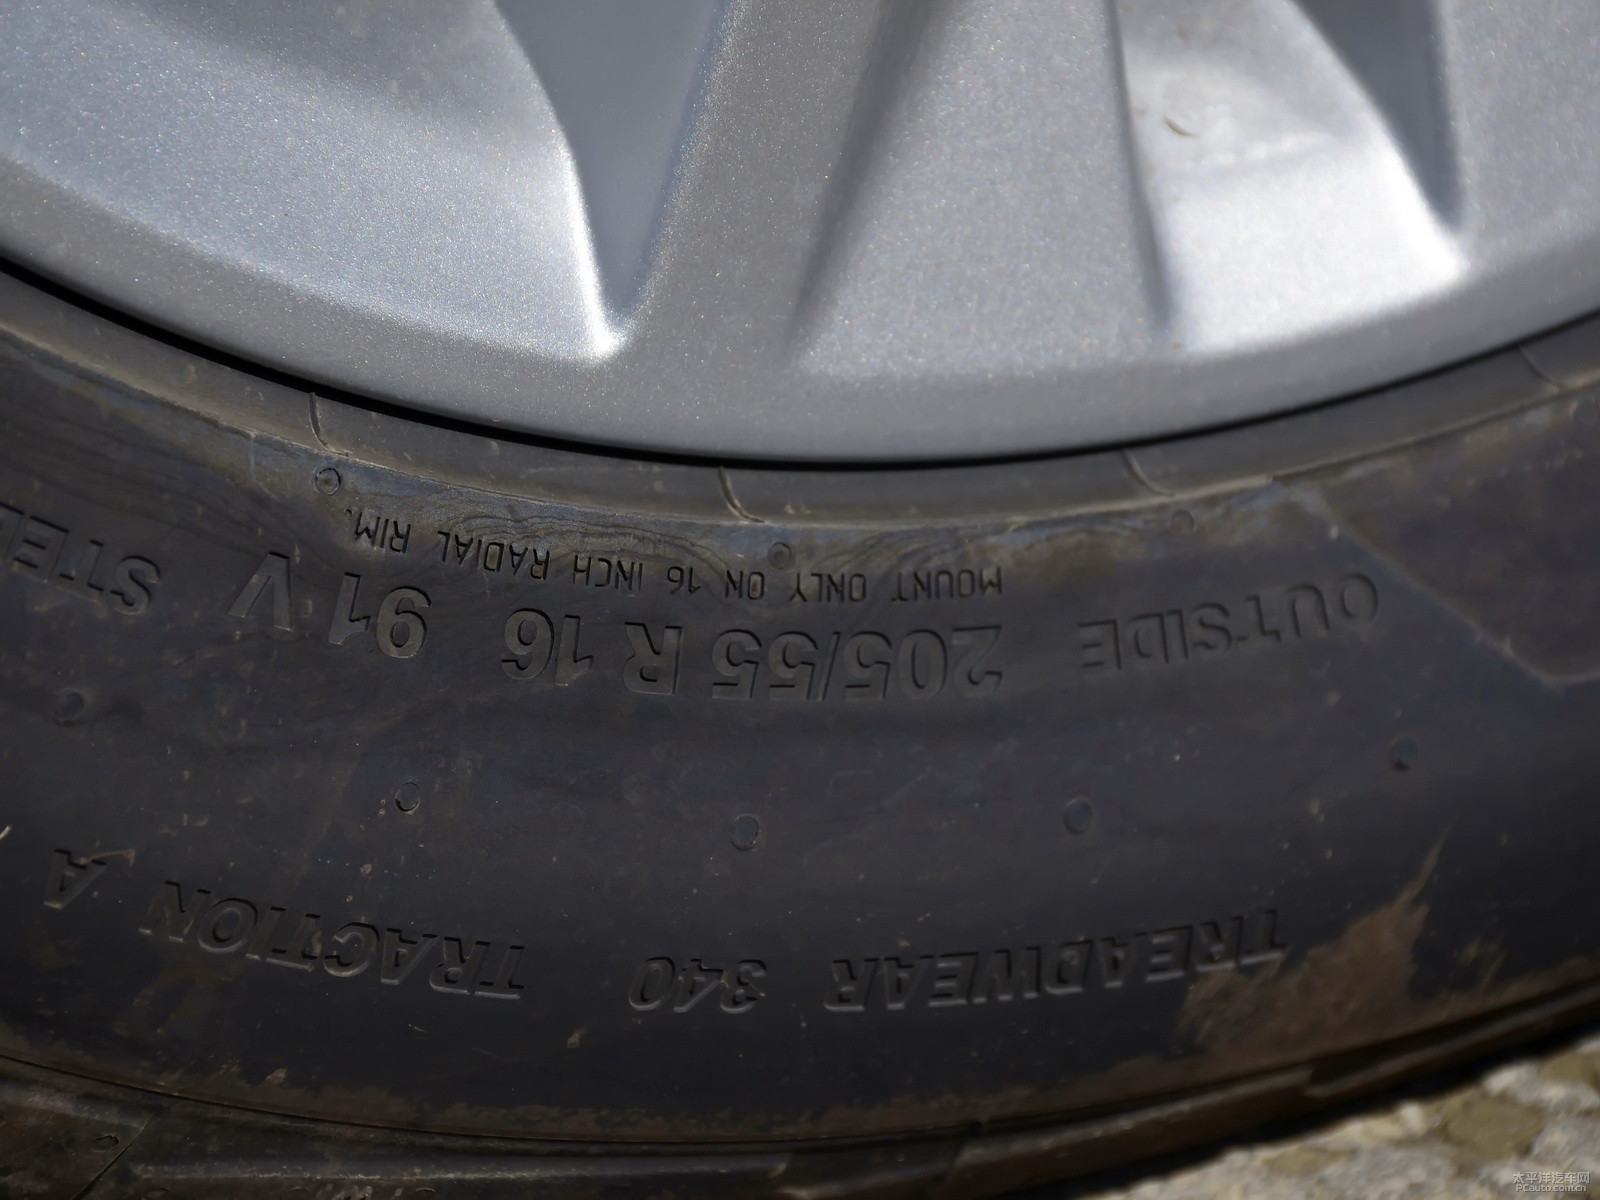 OUTSIDE 205/55 R 16 91 V
MOUNT ONLY ON 16 INCH RADIAL RIM.
TREADWEAR 340 TRACTION A
太平洋汽车网
PCauto.com.cn